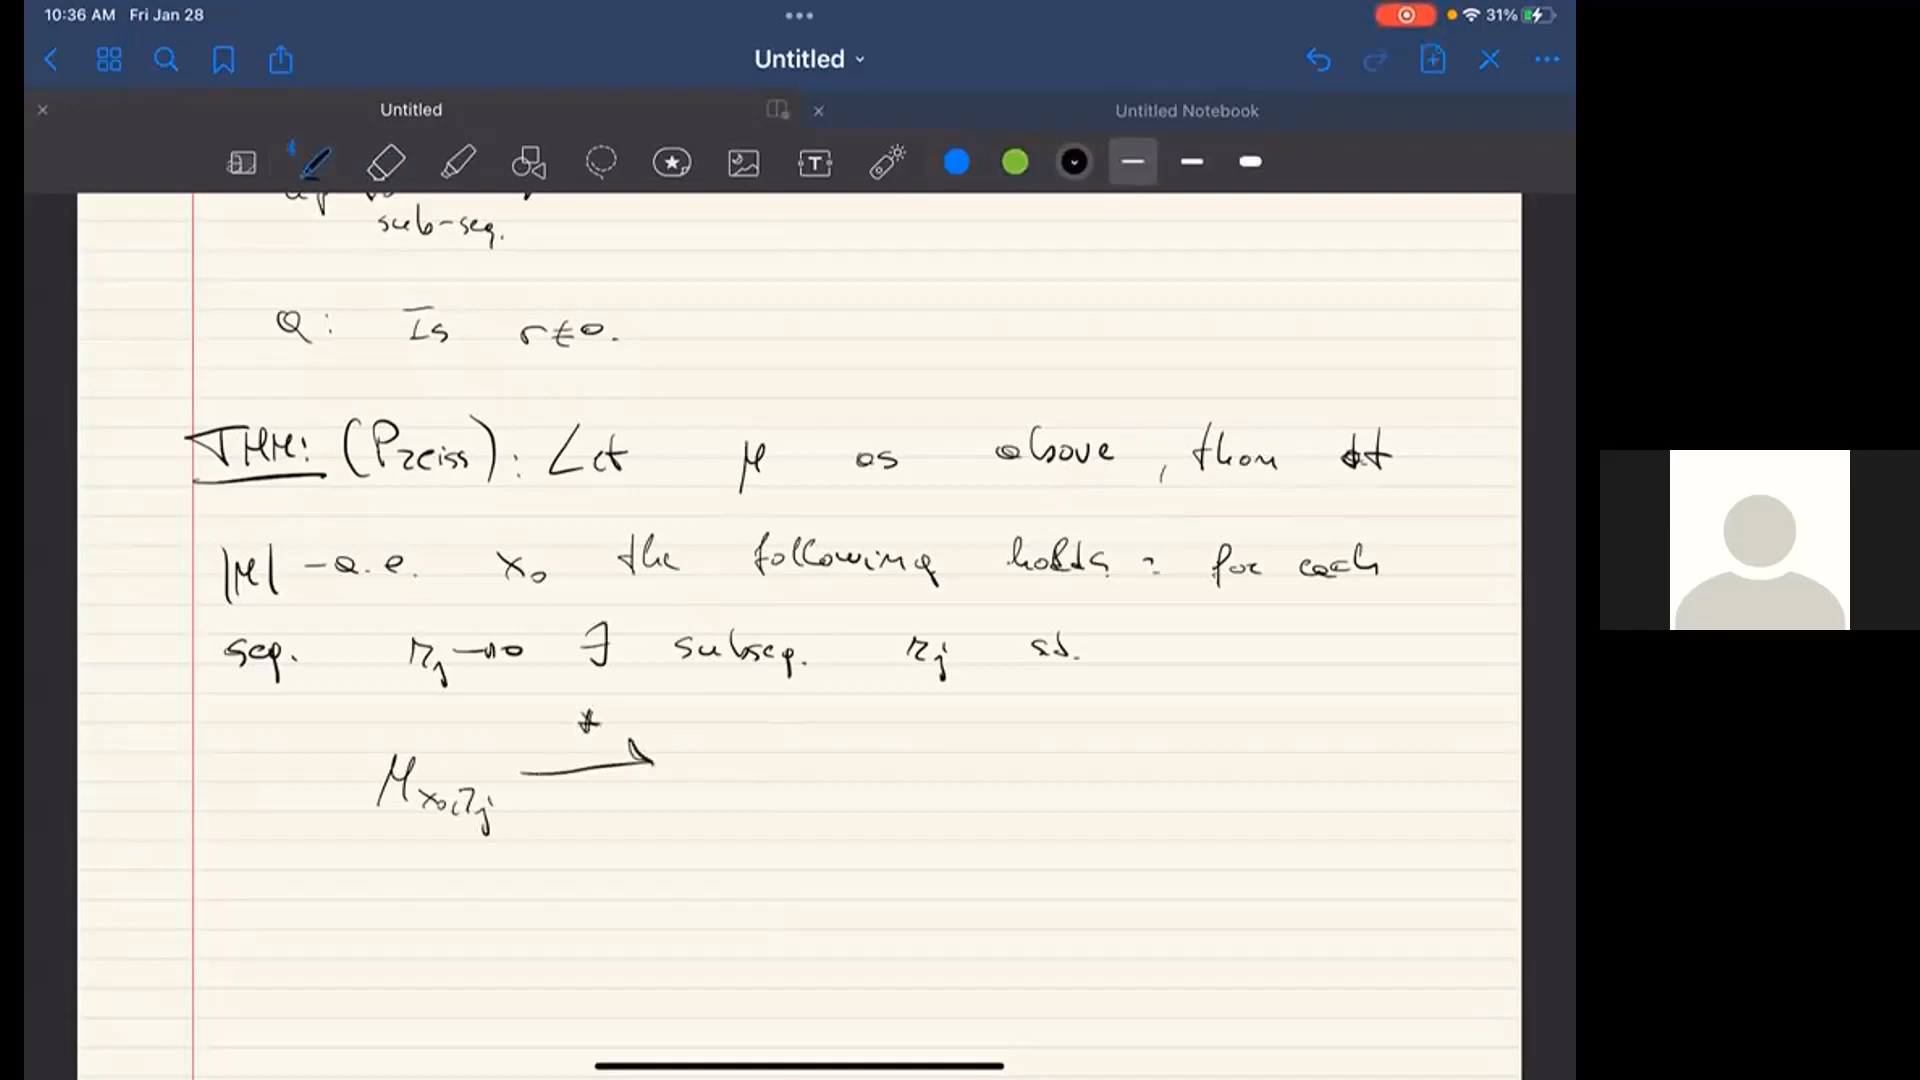 10:36 AM Fri Jan 28
31%
Untitled
Untitled
Untitled Notebook
sub-seq.
Q: Is σ≠0.
THM: (Preiss): Let μ as above, then at
|μ|-a.e. x₀ the following holds: for each
seq. rⱼ→0 ∃ subseq. rⱼ s.t.
μ_{x₀,rⱼ} ⟶*